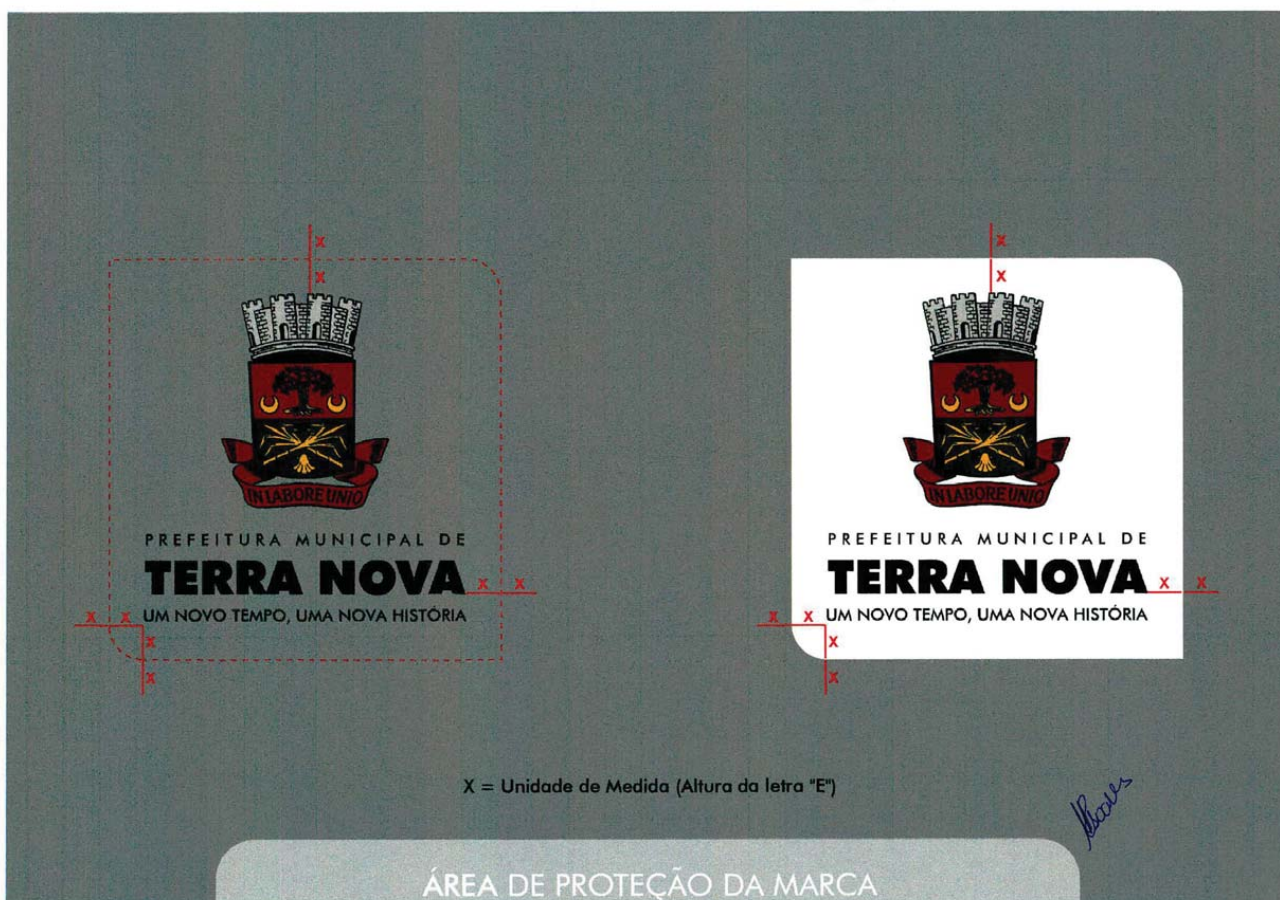 X
X
IN LABORE UNIO
PREFEITURA MUNICIPAL DE
TERRA NOVA
X X
X X
UM NOVO TEMPO, UMA NOVA HISTÓRIA
X
X
X
X
IN LABORE UNIO
PREFEITURA MUNICIPAL DE
TERRA NOVA
X X
X X
UM NOVO TEMPO, UMA NOVA HISTÓRIA
X
X
X = Unidade de Medida (Altura da letra "E")
ÁREA DE PROTEÇÃO DA MARCA